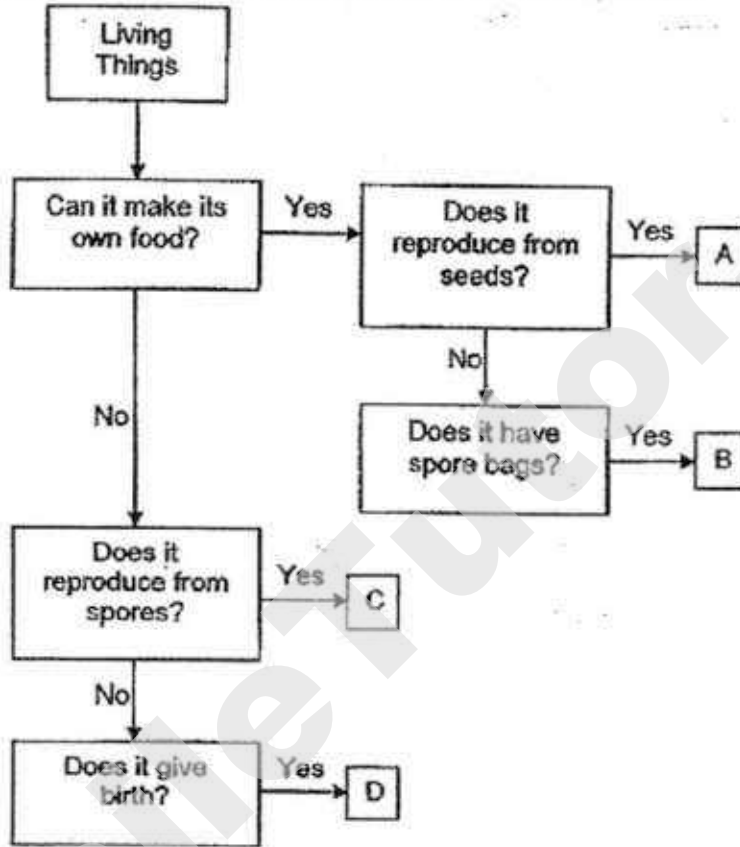 Living
Things
Can it make its
own food?
Yes
Does it
reproduce from
seeds?
Yes
A
No
No
Does it have
spore bags?
Yes
B
Does it
reproduce from
spores?
Yes
C
No
Does it give
birth?
Yes
D
leTutor